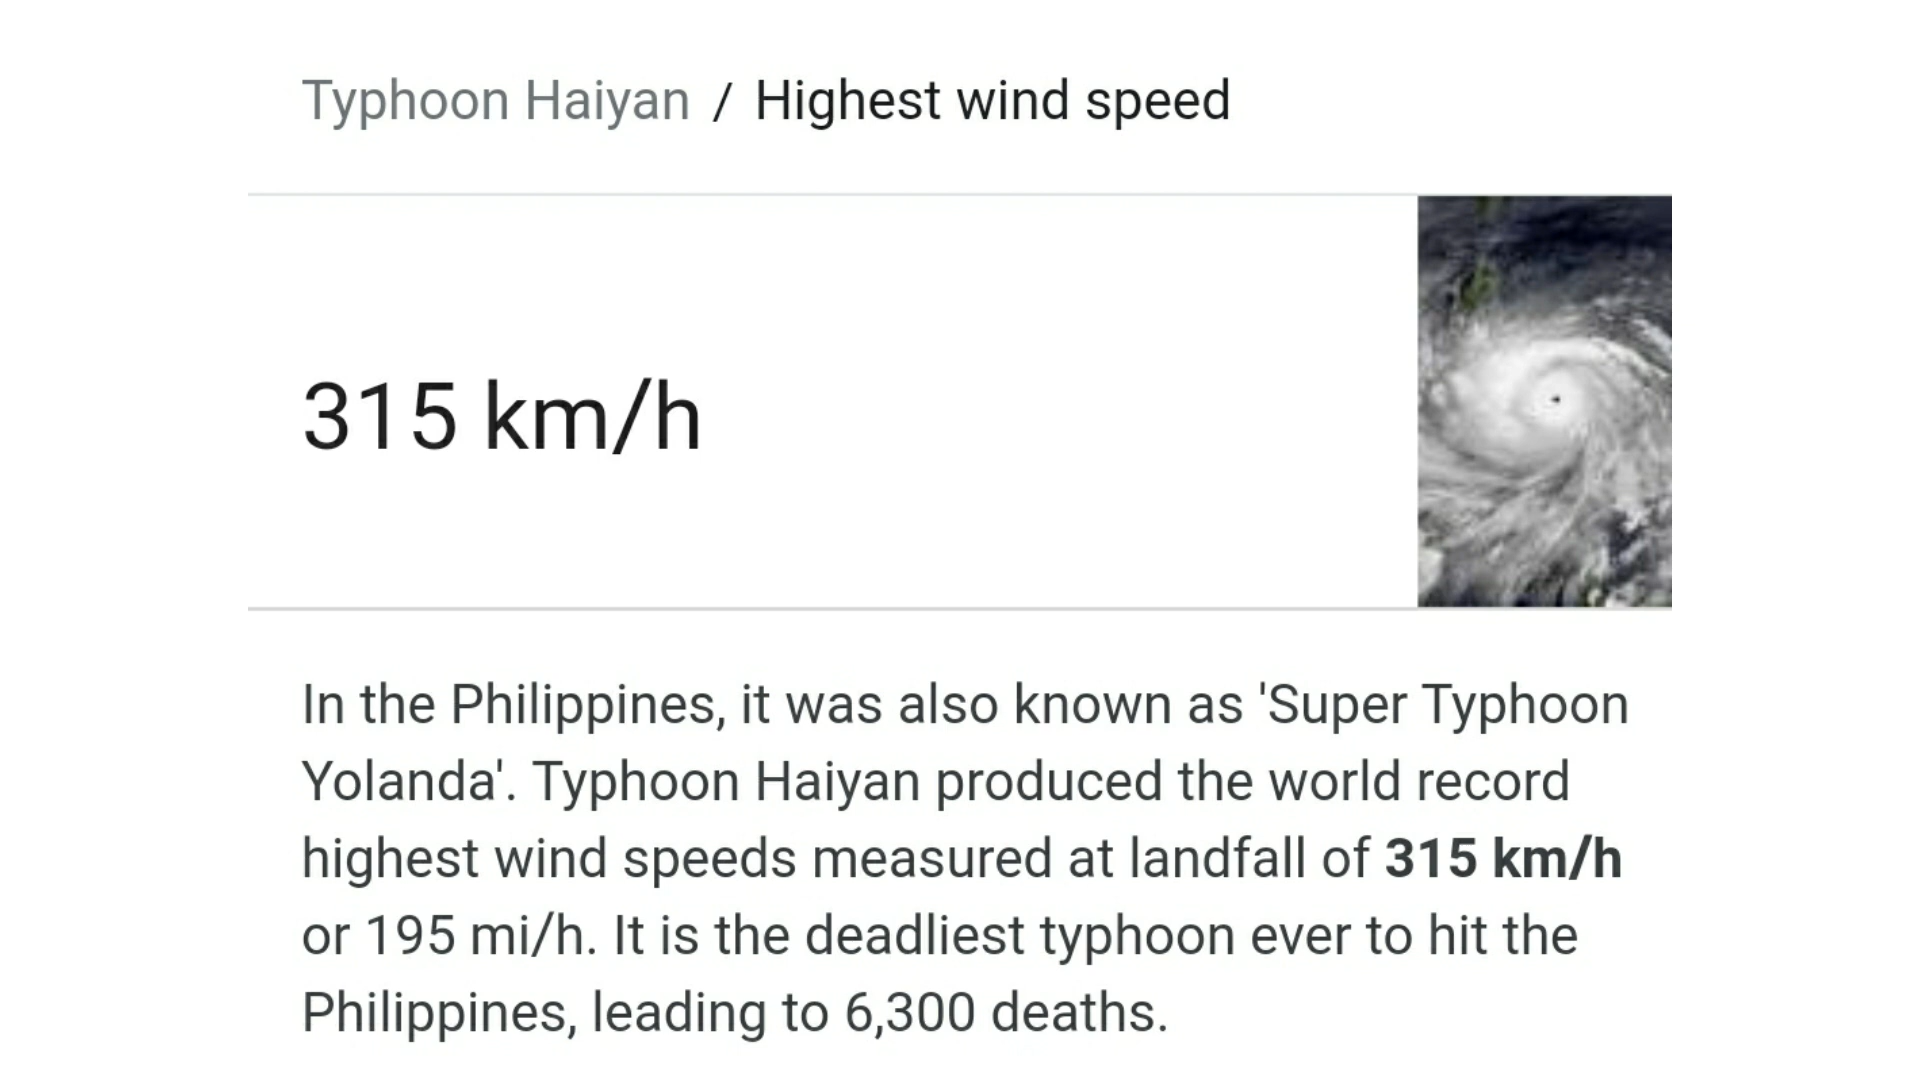 Typhoon Haiyan / Highest wind speed
315 km/h
In the Philippines, it was also known as 'Super Typhoon
Yolanda'. Typhoon Haiyan produced the world record
highest wind speeds measured at landfall of 315 km/h
or 195 mi/h. It is the deadliest typhoon ever to hit the
Philippines, leading to 6,300 deaths.